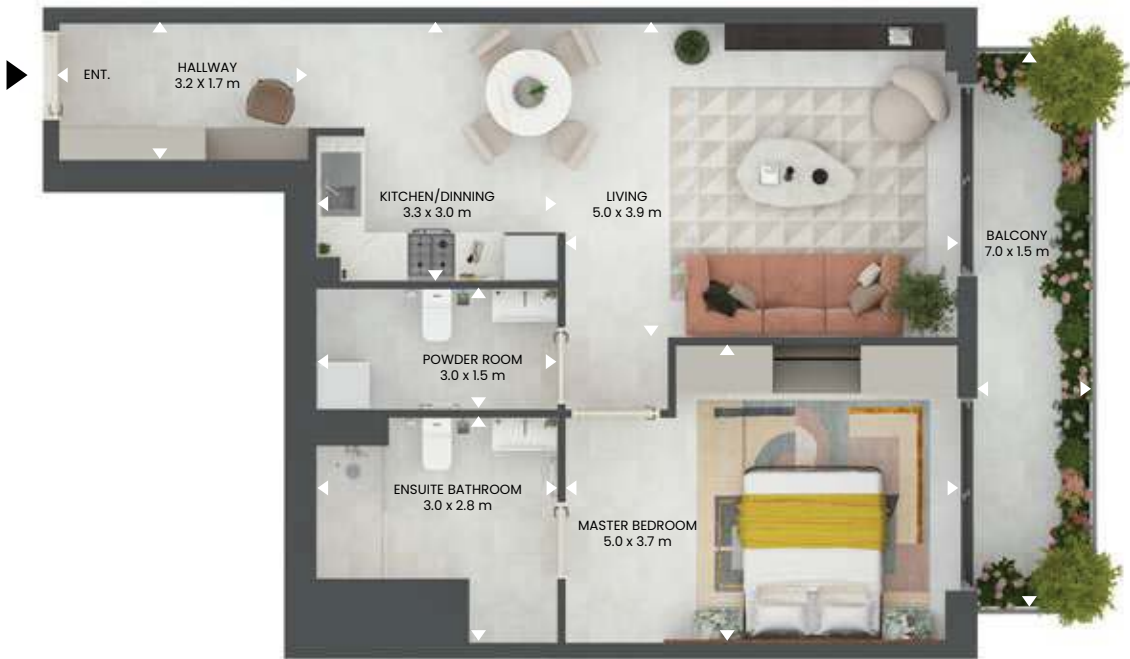 ENT.
HALLWAY
3.2 X 1.7 m
KITCHEN/DINNING
3.3 x 3.0 m
LIVING
5.0 x 3.9 m
BALCONY
7.0 x 1.5 m
POWDER ROOM
3.0 x 1.5 m
ENSUITE BATHROOM
3.0 x 2.8 m
MASTER BEDROOM
5.0 x 3.7 m